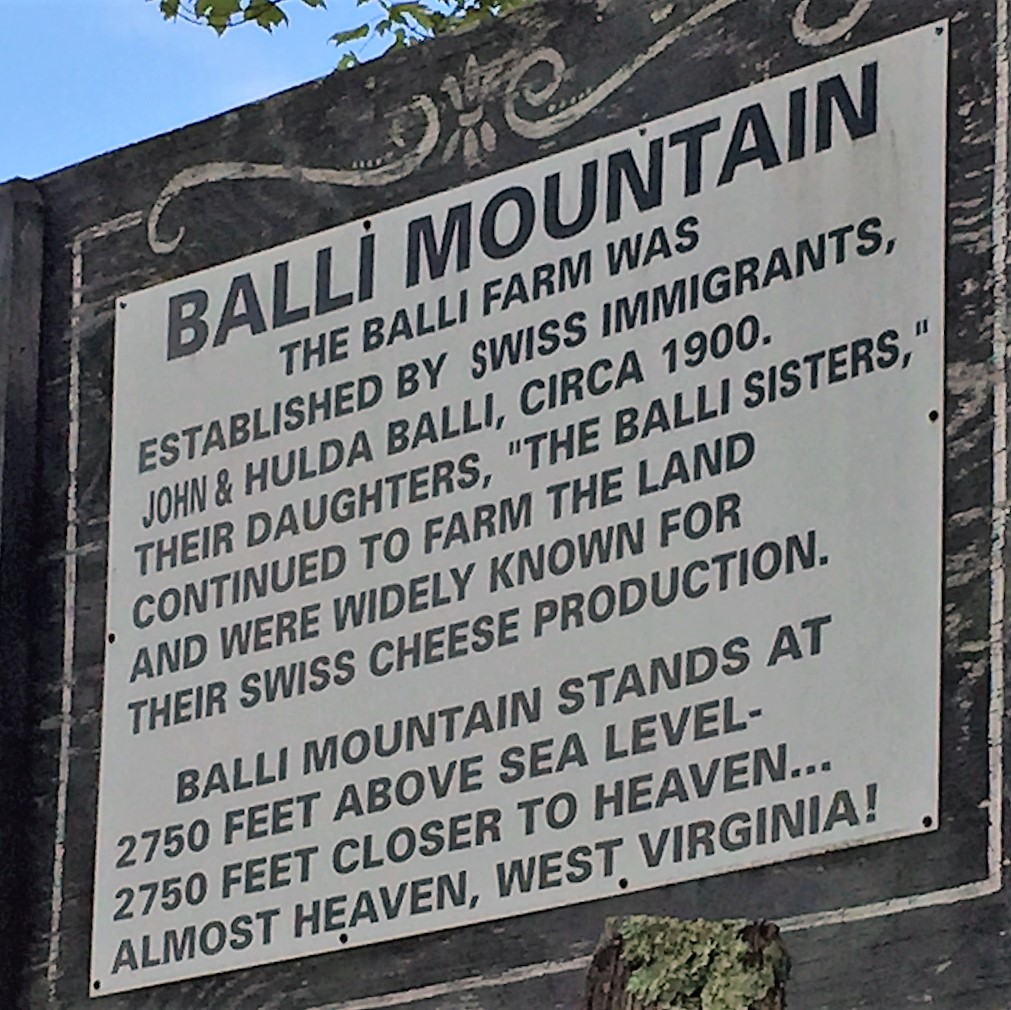 BALLI MOUNTAIN
THE BALLI FARM WAS
ESTABLISHED BY SWISS IMMIGRANTS,
JOHN & HULDA BALLI, CIRCA 1900.
THEIR DAUGHTERS, "THE BALLI SISTERS,"
CONTINUED TO FARM THE LAND
AND WERE WIDELY KNOWN FOR
THEIR SWISS CHEESE PRODUCTION.
BALLI MOUNTAIN STANDS AT
2750 FEET ABOVE SEA LEVEL-
2750 FEET CLOSER TO HEAVEN...
ALMOST HEAVEN, WEST VIRGINIA!